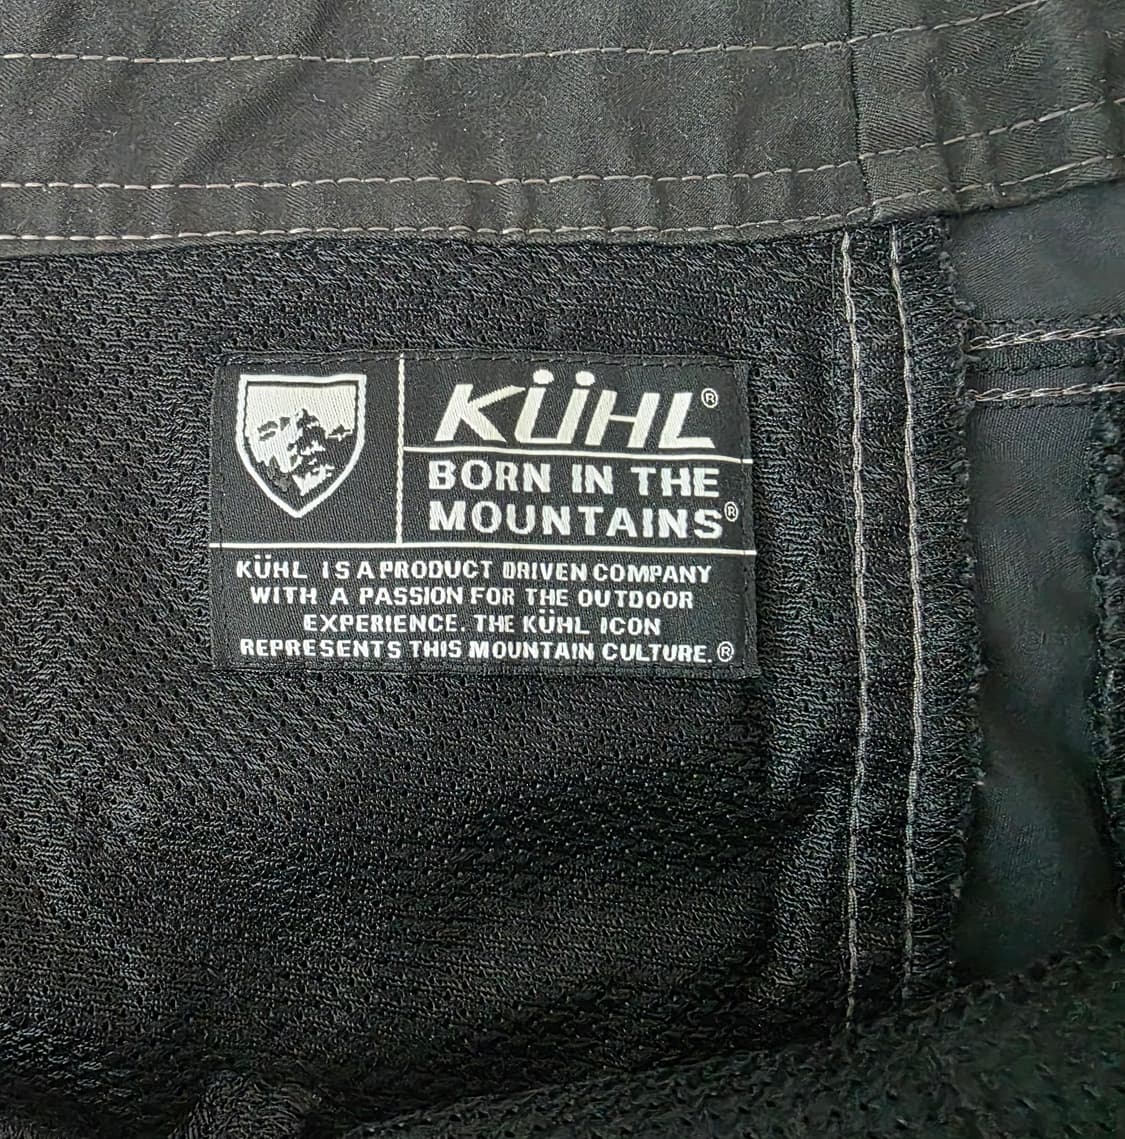 KÜHL®
BORN IN THE
MOUNTAINS®
KÜHL IS A PRODUCT DRIVEN COMPANY
WITH A PASSION FOR THE OUTDOOR
EXPERIENCE. THE KÜHL ICON
REPRESENTS THIS MOUNTAIN CULTURE.®